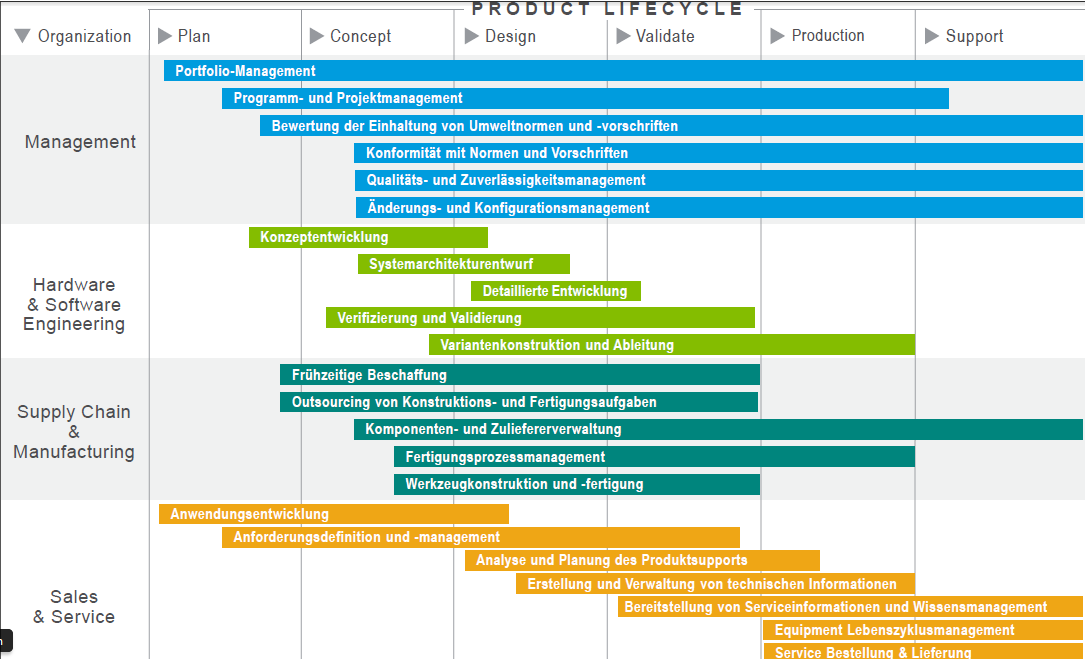 PRODUCT LIFECYCLE
Organization
Plan
Concept
Design
Validate
Production
Support
Management
Portfolio-Management
Programm- und Projektmanagement
Bewertung der Einhaltung von Umweltnormen und -vorschriften
Konformität mit Normen und Vorschriften
Qualitäts- und Zuverlässigkeitsmanagement
Änderungs- und Konfigurationsmanagement
Hardware
& Software
Engineering
Konzeptentwicklung
Systemarchitekturentwurf
Detaillierte Entwicklung
Verifizierung und Validierung
Variantenkonstruktion und Ableitung
Supply Chain
&
Manufacturing
Frühzeitige Beschaffung
Outsourcing von Konstruktions- und Fertigungsaufgaben
Komponenten- und Zuliefererverwaltung
Fertigungsprozessmanagement
Werkzeugkonstruktion und -fertigung
Sales
& Service
Anwendungsentwicklung
Anforderungsdefinition und -management
Analyse und Planung des Produktsupports
Erstellung und Verwaltung von technischen Informationen
Bereitstellung von Serviceinformationen und Wissensmanagement
Equipment Lebenszyklusmanagement
Service Bestellung & Lieferung